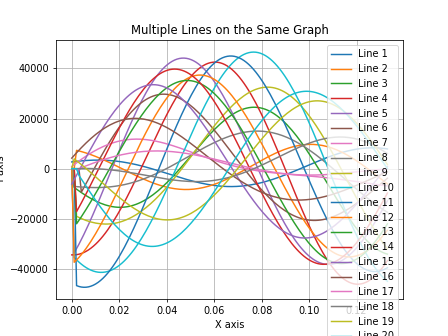 Multiple Lines on the Same Graph
40000
20000
0
−20000
−40000
0.00
0.02
0.04
0.06
0.08
0.10
X axis
axis
Line 1
Line 2
Line 3
Line 4
Line 5
Line 6
Line 7
Line 8
Line 9
Line 10
Line 11
Line 12
Line 13
Line 14
Line 15
Line 16
Line 17
Line 18
Line 19
Line 20